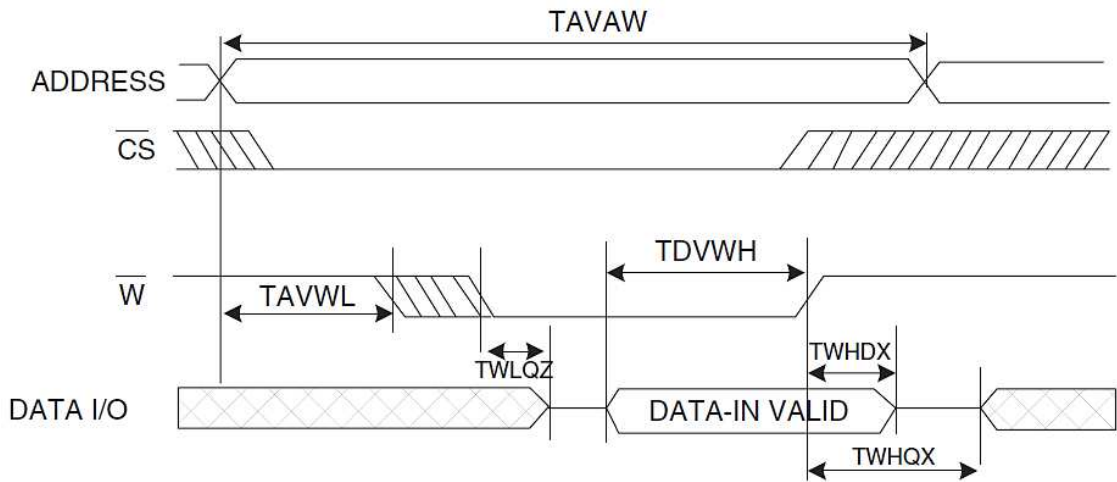 TAVAW
ADDRESS
CS
TDVWH
W
TAVWL
TWHDX
TWLQZ
DATA I/O
DATA-IN VALID
TWHQX